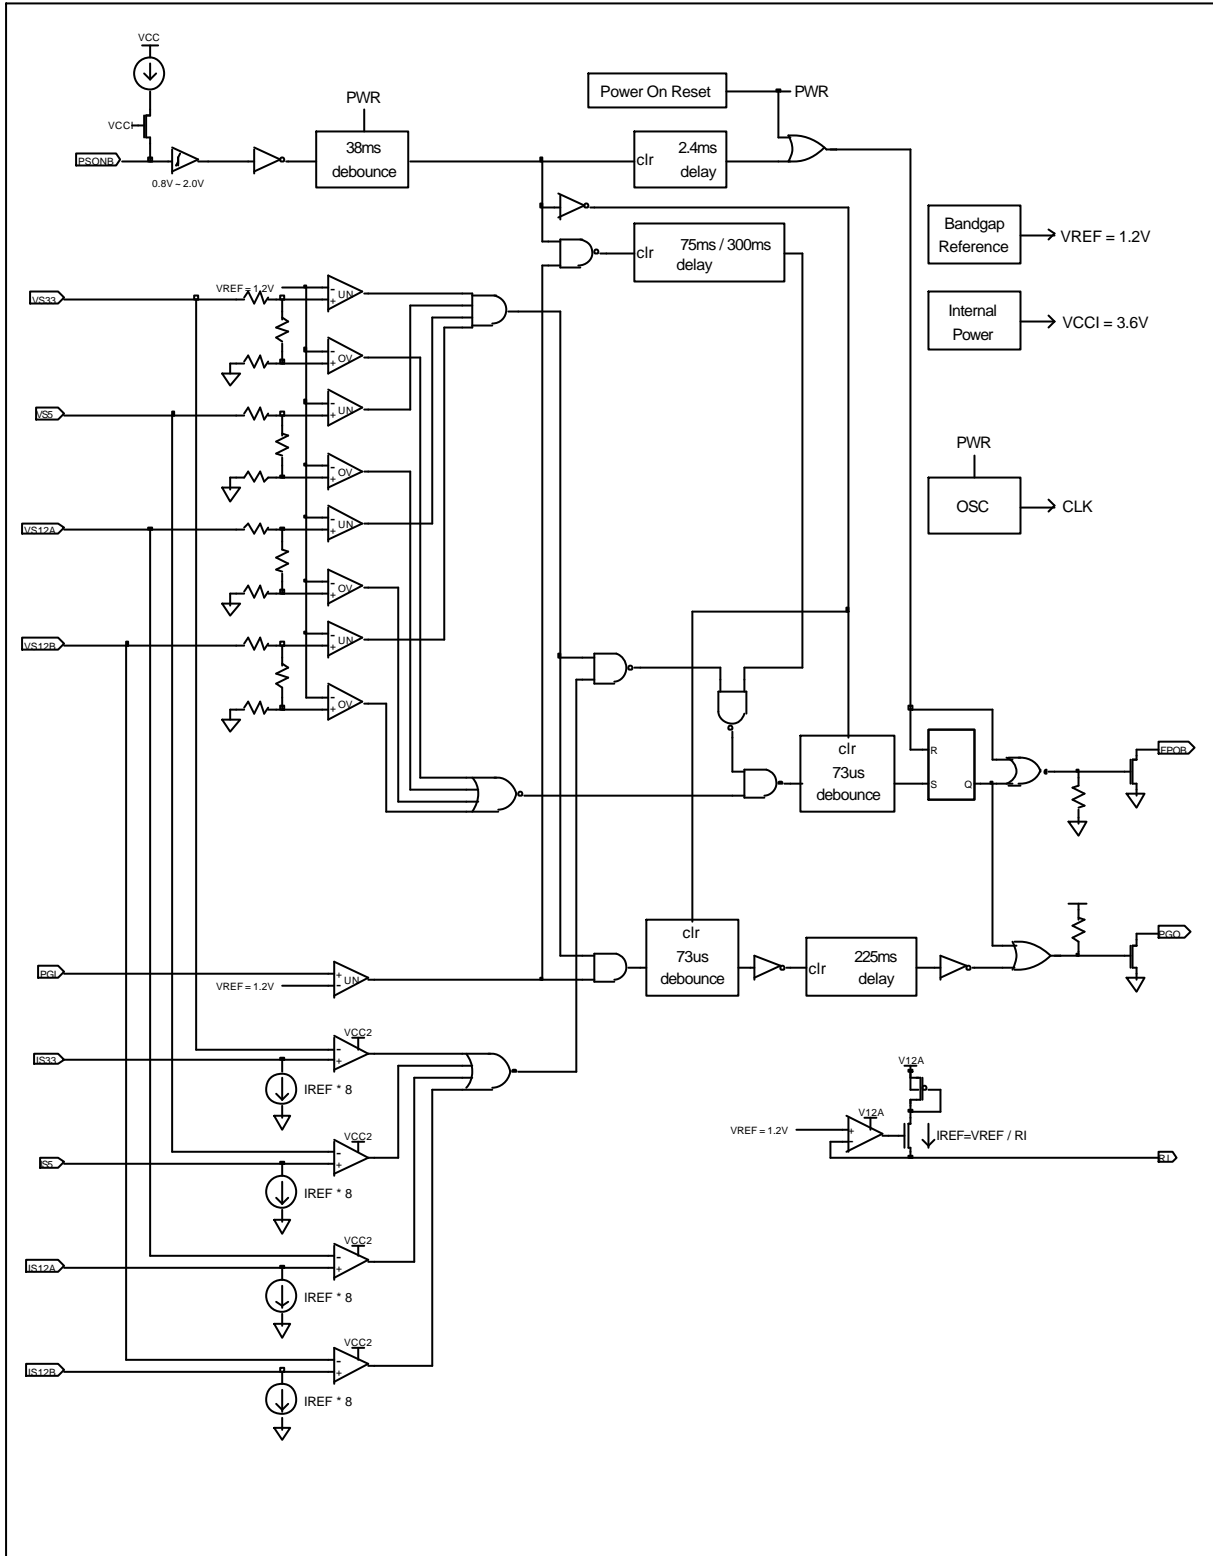 VCC
VCCI
PSONB
0.8V ~ 2.0V
PWR
38ms
debounce
Power On Reset
PWR
clr
2.4ms
delay
clr
75ms / 300ms
delay
Bandgap
Reference
VREF = 1.2V
Internal
Power
VCCI = 3.6V
PWR
OSC
CLK
VS33
VREF = 1.2V
-
+
UN
-
+
OV
VS5
-
+
UN
-
+
OV
VS12A
-
+
UN
-
+
OV
VS12B
-
+
UN
-
+
OV
clr
73us
debounce
R
S
Q
FPOB
clr
73us
debounce
clr
225ms
delay
PGO
PGI
VREF = 1.2V
+
-
UN
IS33
VCC2
-
+
IREF * 8
IS5
VCC2
-
+
IREF * 8
IS12A
VCC2
-
+
IREF * 8
IS12B
VCC2
-
+
IREF * 8
V12A
V12A
VREF = 1.2V
+
-
IREF=VREF / RI
RI